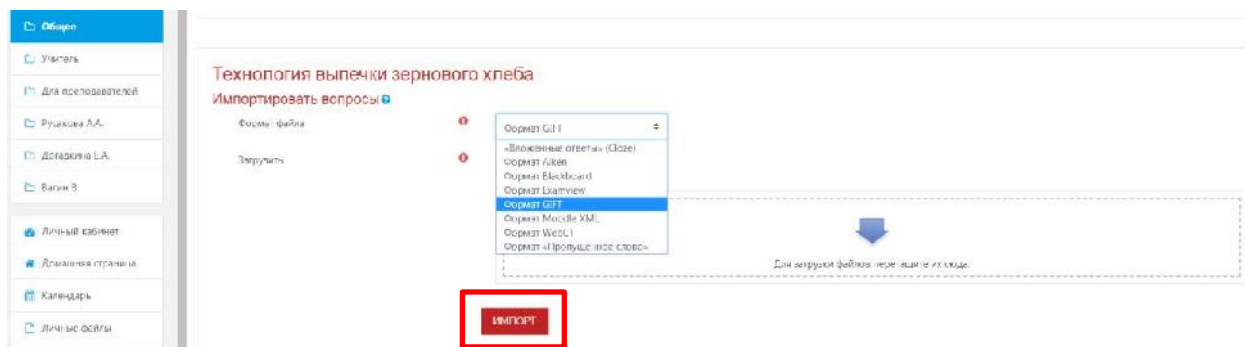 Общее
Учитель
Для преподавателей
Русакова А.А.
Догадкина Е.А.
Вагин В
Личный кабинет
Домашняя страница
Календарь
Личные файлы
Технология выпечки зернового хлеба
Импортировать вопросы
Формат файла
Формат GIFT
«Вложенные ответы» (Cloze)
Формат Aiken
Формат Blackboard
Формат Examview
Формат GIFT
Формат Moodle XML
Формат WebCT
Формат «Пропущенное слово»
Загрузить
Для загрузки файлов перетащите их сюда.
ИМПОРТ